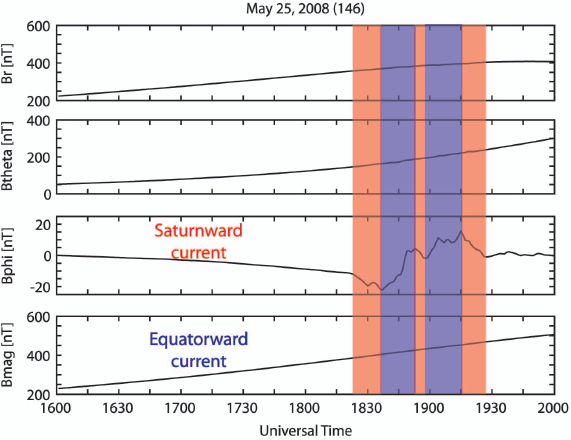 May 25, 2008 (146)
Br [nT]
600
400
200
Btheta [nT]
400
200
0
Bphi [nT]
20
0
-20
Saturnward
current
Bmag [nT]
600
400
200
Equatorward
current
1600 1630 1700 1730 1800 1830 1900 1930 2000
Universal Time